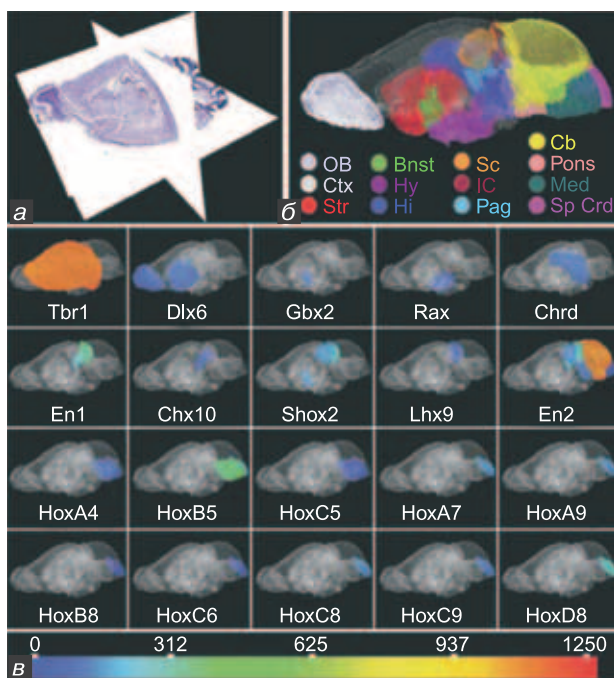 а
б
OB
Bnst
Sc
Cb
Ctx
Hy
IC
Pons
Str
Hi
Pag
Med
Sp Crd
Tbr1
Dlx6
Gbx2
Rax
Chrd
En1
Chx10
Shox2
Lhx9
En2
HoxA4
HoxB5
HoxC5
HoxA7
HoxA9
HoxB8
HoxC6
HoxC8
HoxC9
HoxD8
в
0 312 625 937 1250